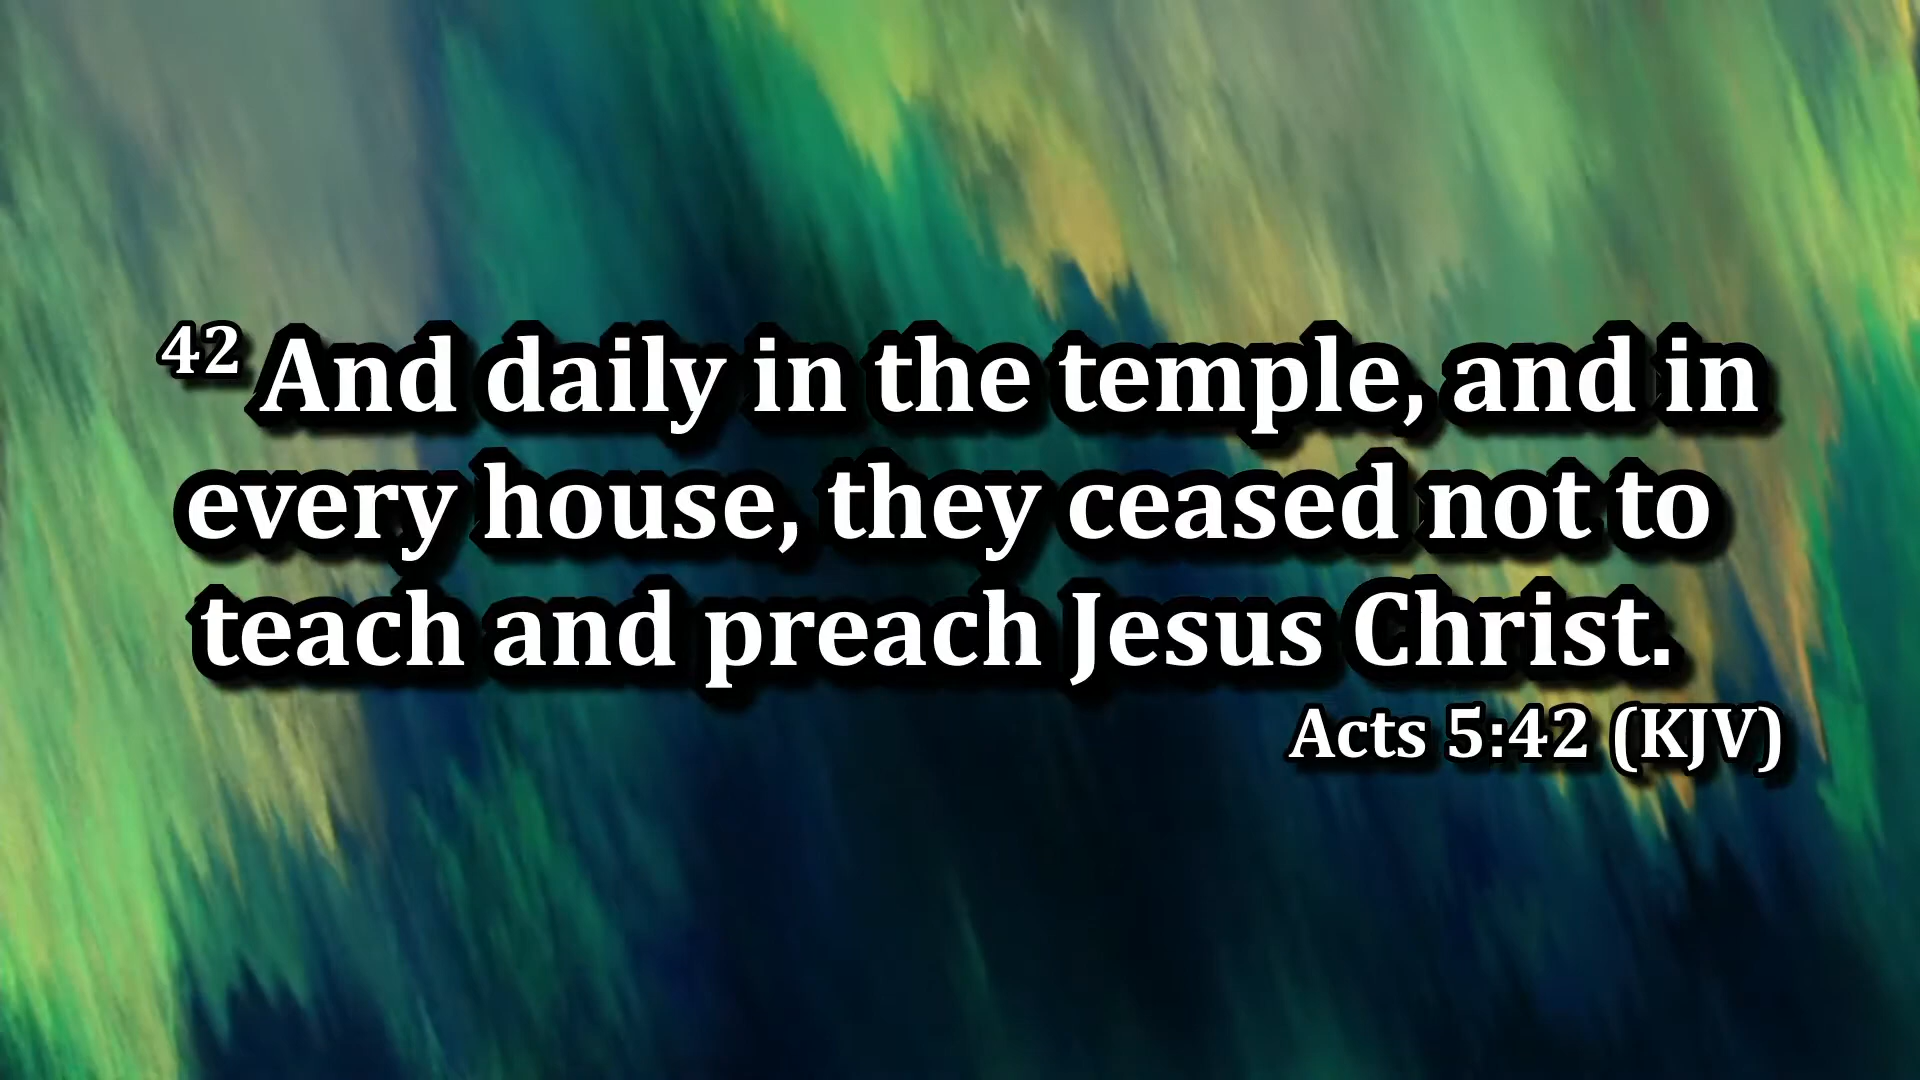 42 And daily in the temple, and in
every house, they ceased not to
teach and preach Jesus Christ.
Acts 5:42 (KJV)